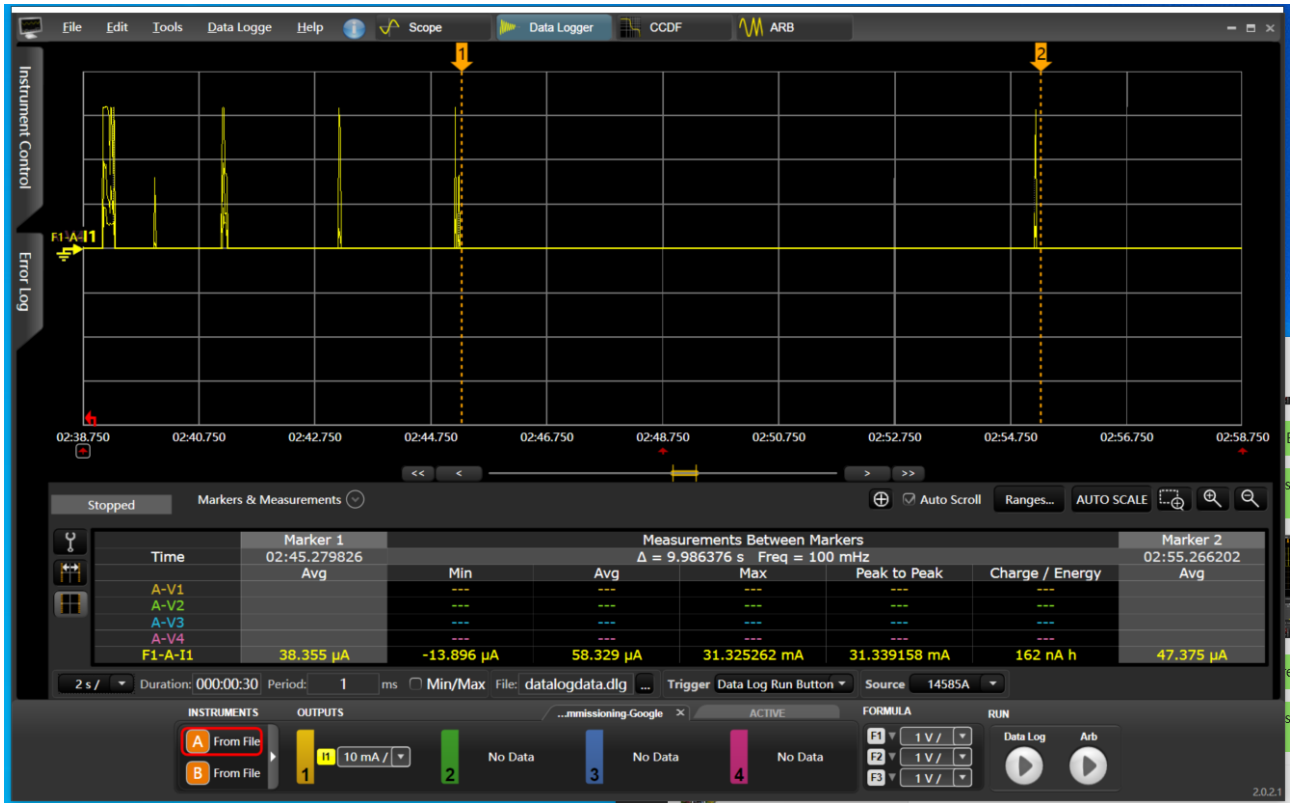 File Edit Tools Data Logge Help Scope Data Logger CCDF ARB
Instrument Control
Error Log
1 2
F1-A-I1
02:38.750 02:40.750 02:42.750 02:44.750 02:46.750 02:48.750 02:50.750 02:52.750 02:54.750 02:56.750 02:58.750
<< < > >>
Stopped Markers & Measurements Auto Scroll Ranges... AUTO SCALE
Marker 1 Measurements Between Markers Marker 2
Time 02:45.279826 Δ = 9.986376 s Freq = 100 mHz 02:55.266202
Avg Min Avg Max Peak to Peak Charge / Energy Avg
A-V1 --- --- --- --- ---
A-V2 --- --- --- --- ---
A-V3 --- --- --- --- ---
A-V4 --- --- --- --- ---
F1-A-I1 38.355 µA -13.896 µA 58.329 µA 31.325262 mA 31.339158 mA 162 nA h 47.375 µA
2 s / Duration: 000:00:30 Period: 1 ms Min/Max File: datalogdata.dlg ... Trigger Data Log Run Button Source 14585A
INSTRUMENTS OUTPUTS ...mmissioning-Google × ACTIVE FORMULA RUN
A From File 1 I1 10 mA / 2 No Data 3 No Data 4 No Data F1 1 V / Data Log Arb
F2 1 V /
B From File F3 1 V /
2.0.2.1